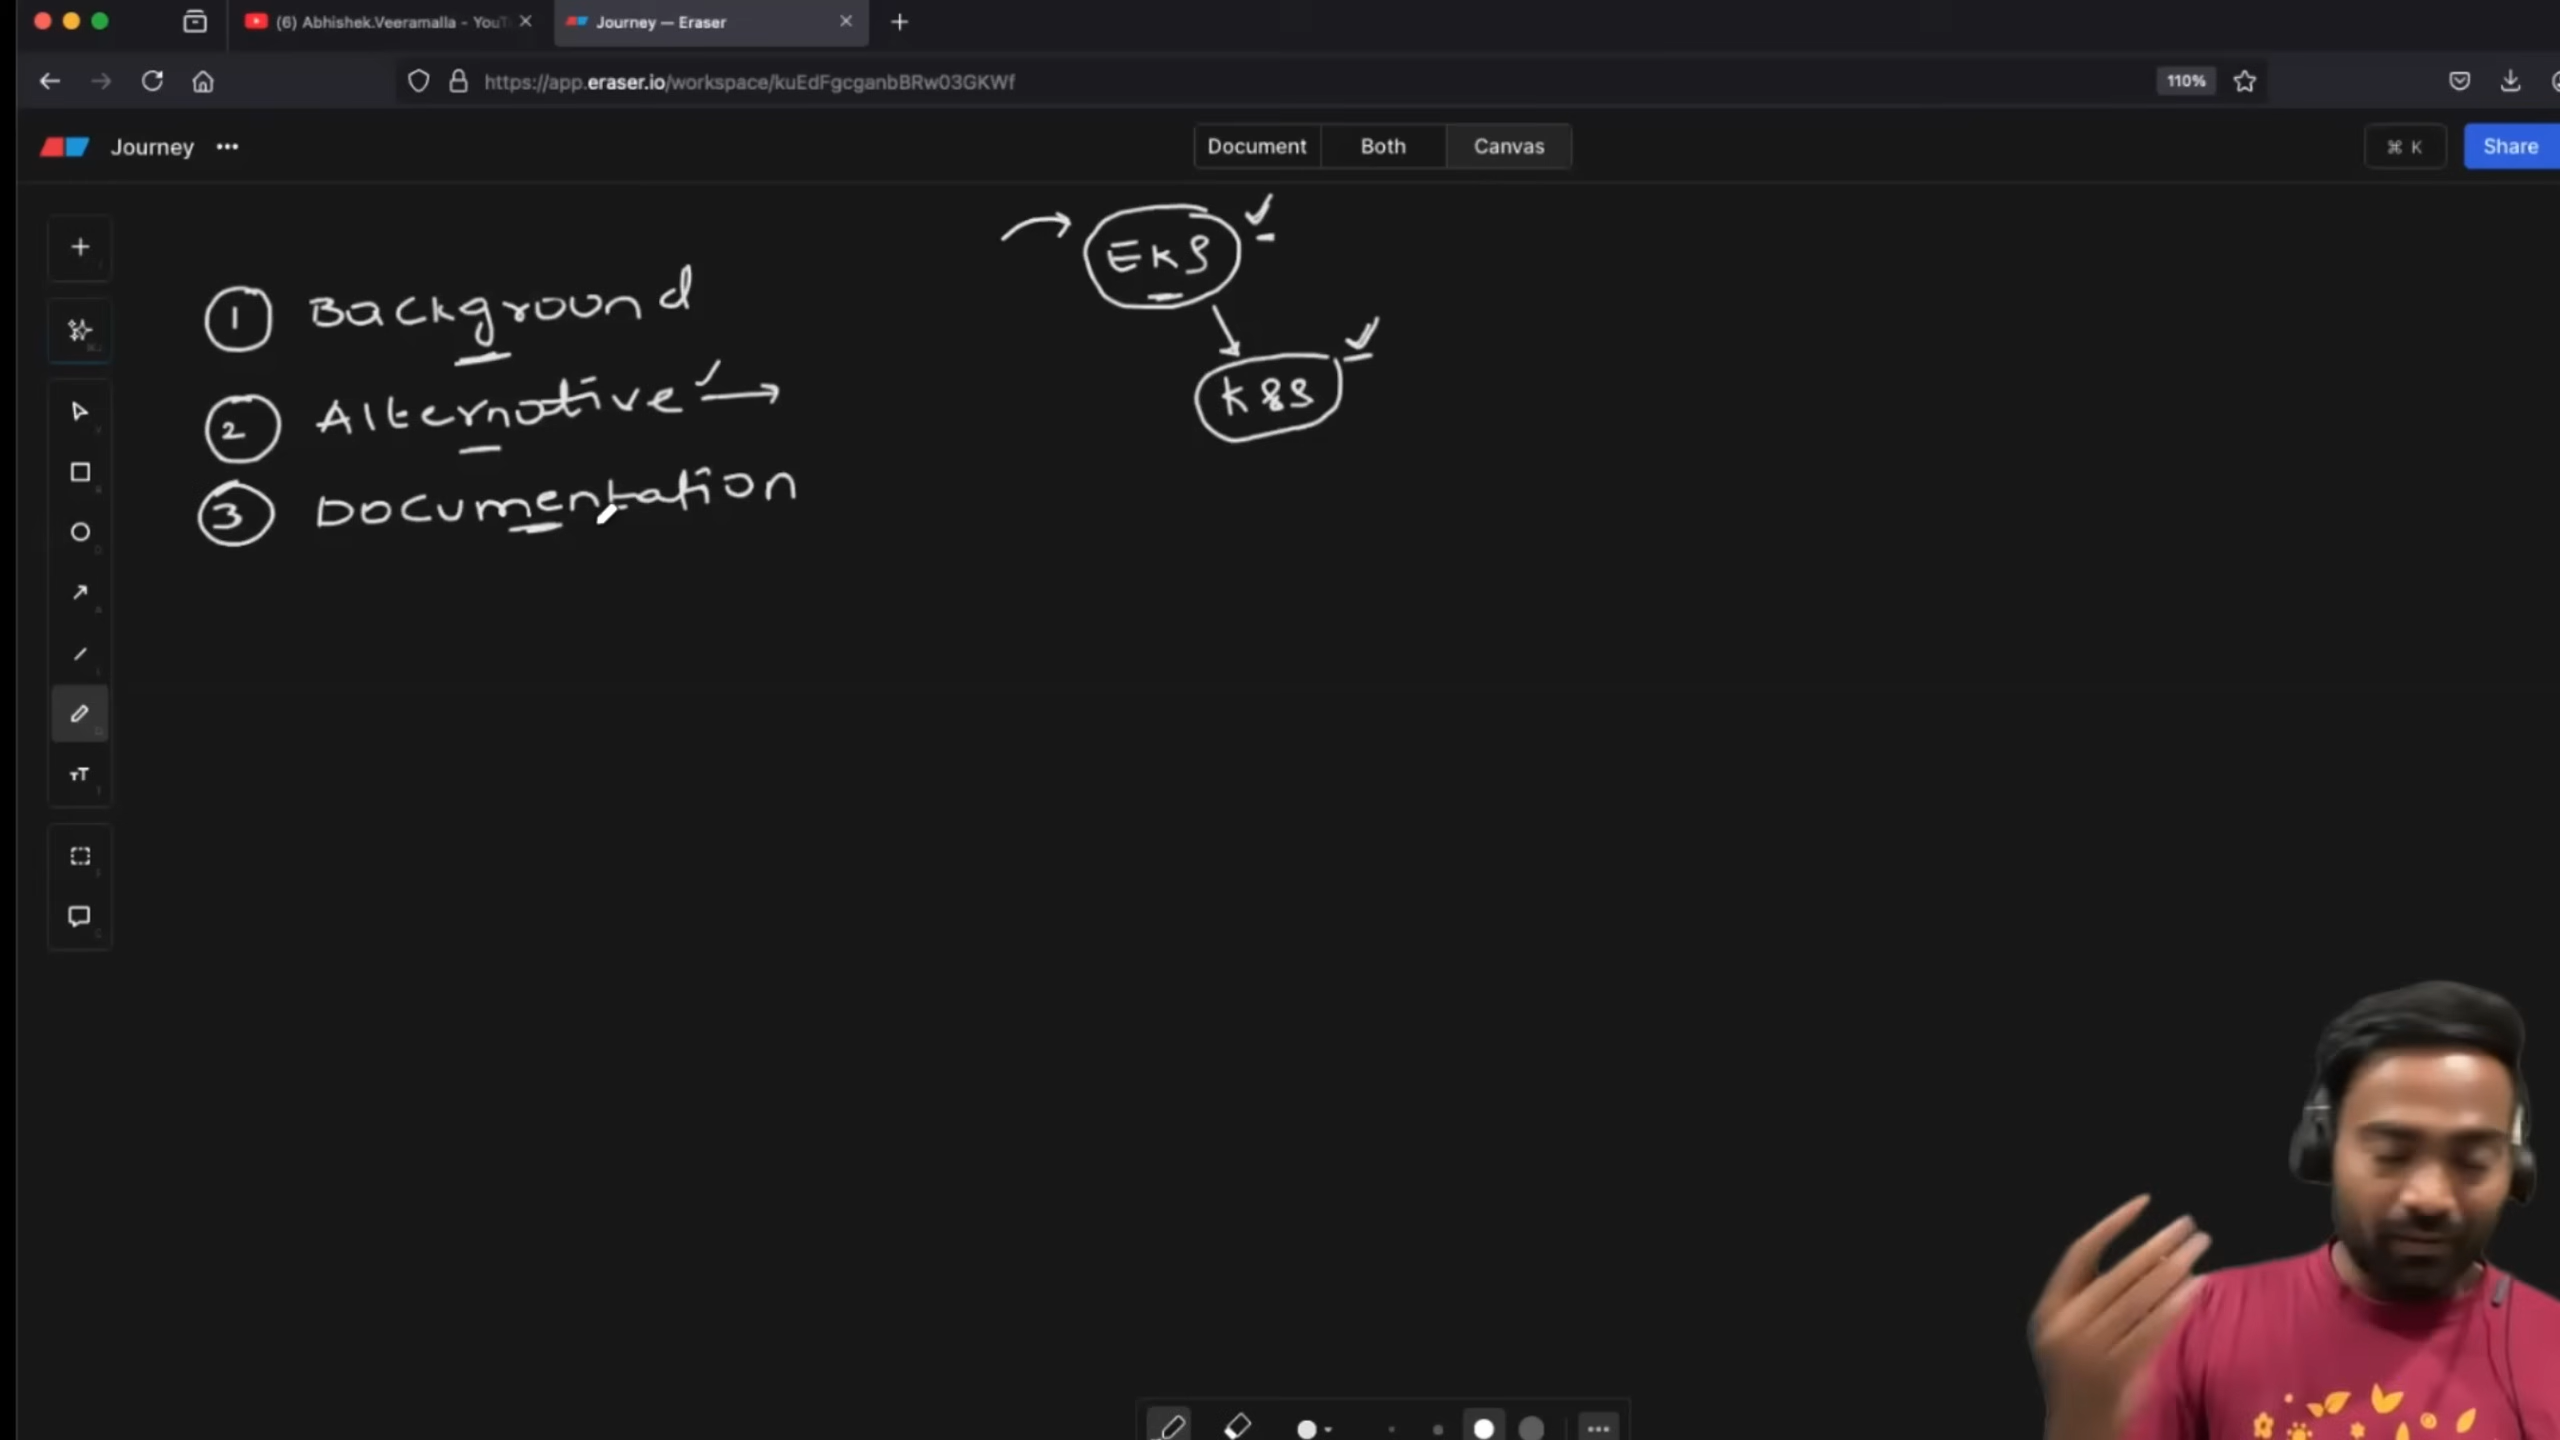 (6) Abhishek.Veeramalla - YouT
Journey — Eraser
https://app.eraser.io/workspace/kuEdFgcganbBRw03GKWf
110%
Journey
Document
Both
Canvas
⌘ K
Share
1 Background
2 Alternative
3 Documentation
EKS
K8S
TT